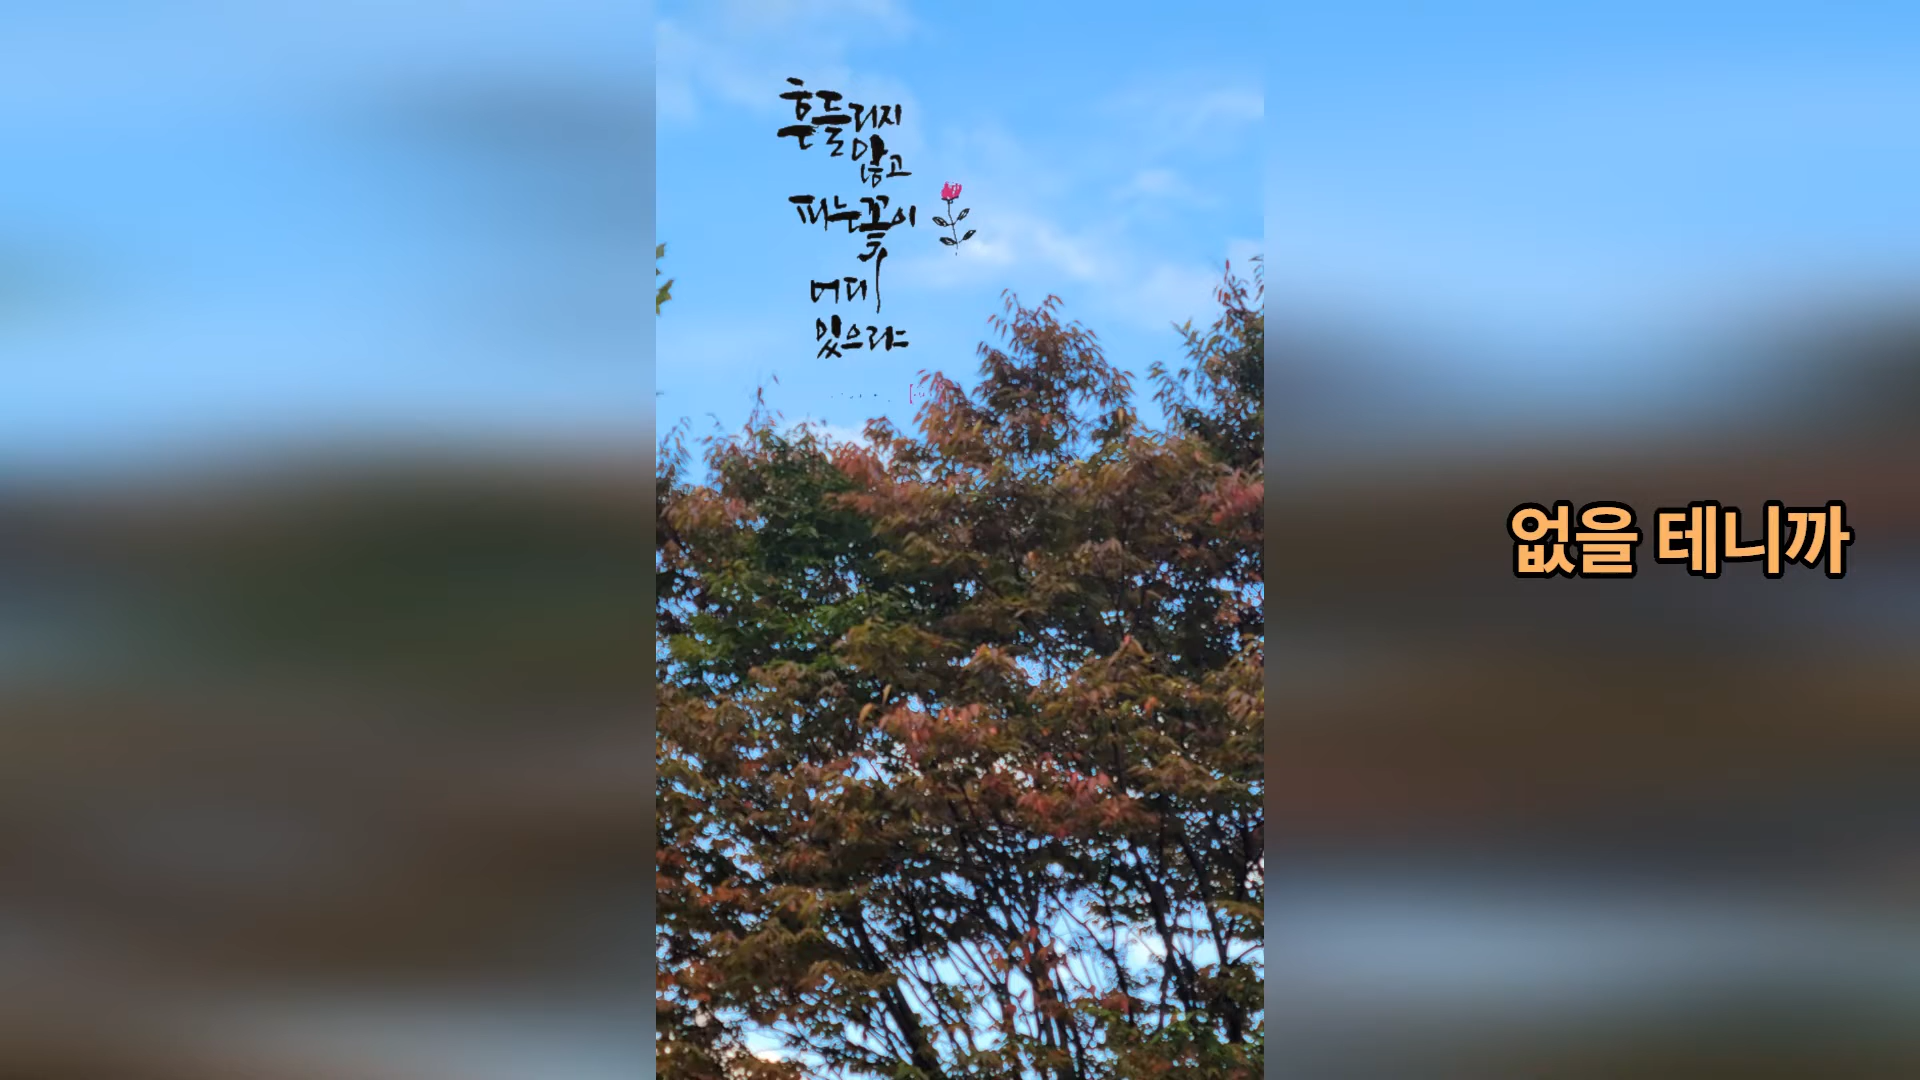 흔들리지
않고
피는 꽃이
어디
있으랴
없을 테니까